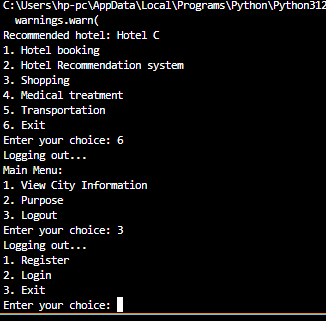 C:\Users\hp-pc\AppData\Local\Programs\Python\Python312
warnings.warn(
Recommended hotel: Hotel C
1. Hotel booking
2. Hotel Recommendation system
3. Shopping
4. Medical treatment
5. Transportation
6. Exit
Enter your choice: 6
Logging out...
Main Menu:
1. View City Information
2. Purpose
3. Logout
Enter your choice: 3
Logging out...
1. Register
2. Login
3. Exit
Enter your choice: